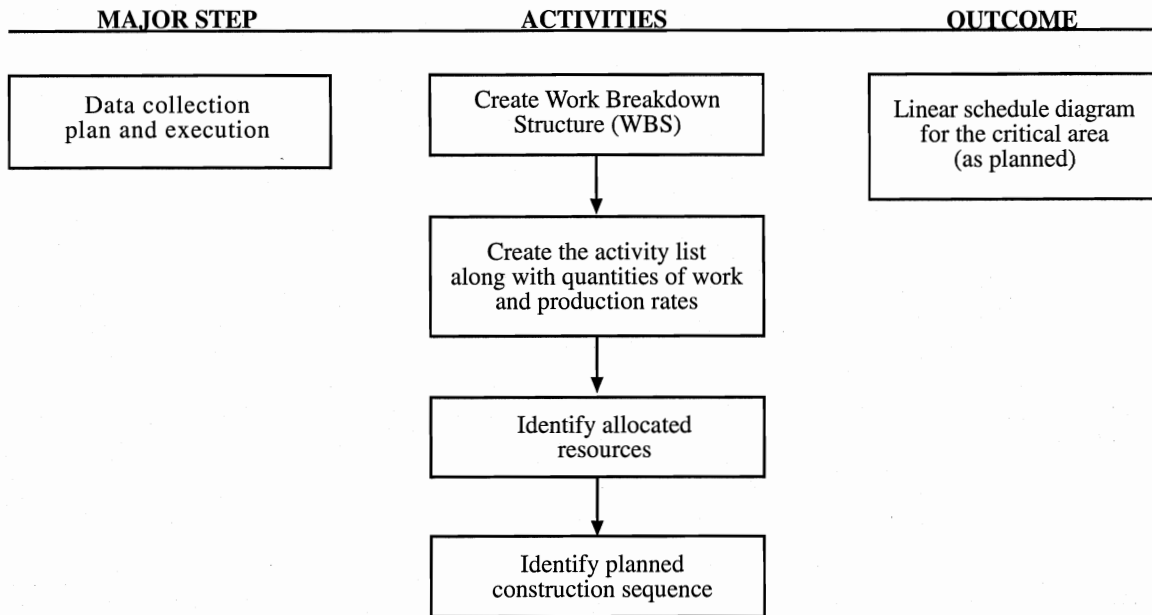 MAJOR STEP
ACTIVITIES
OUTCOME
Data collection
plan and execution
Create Work Breakdown
Structure (WBS)
Linear schedule diagram
for the critical area
(as planned)
Create the activity list
along with quantities of work
and production rates
Identify allocated
resources
Identify planned
construction sequence